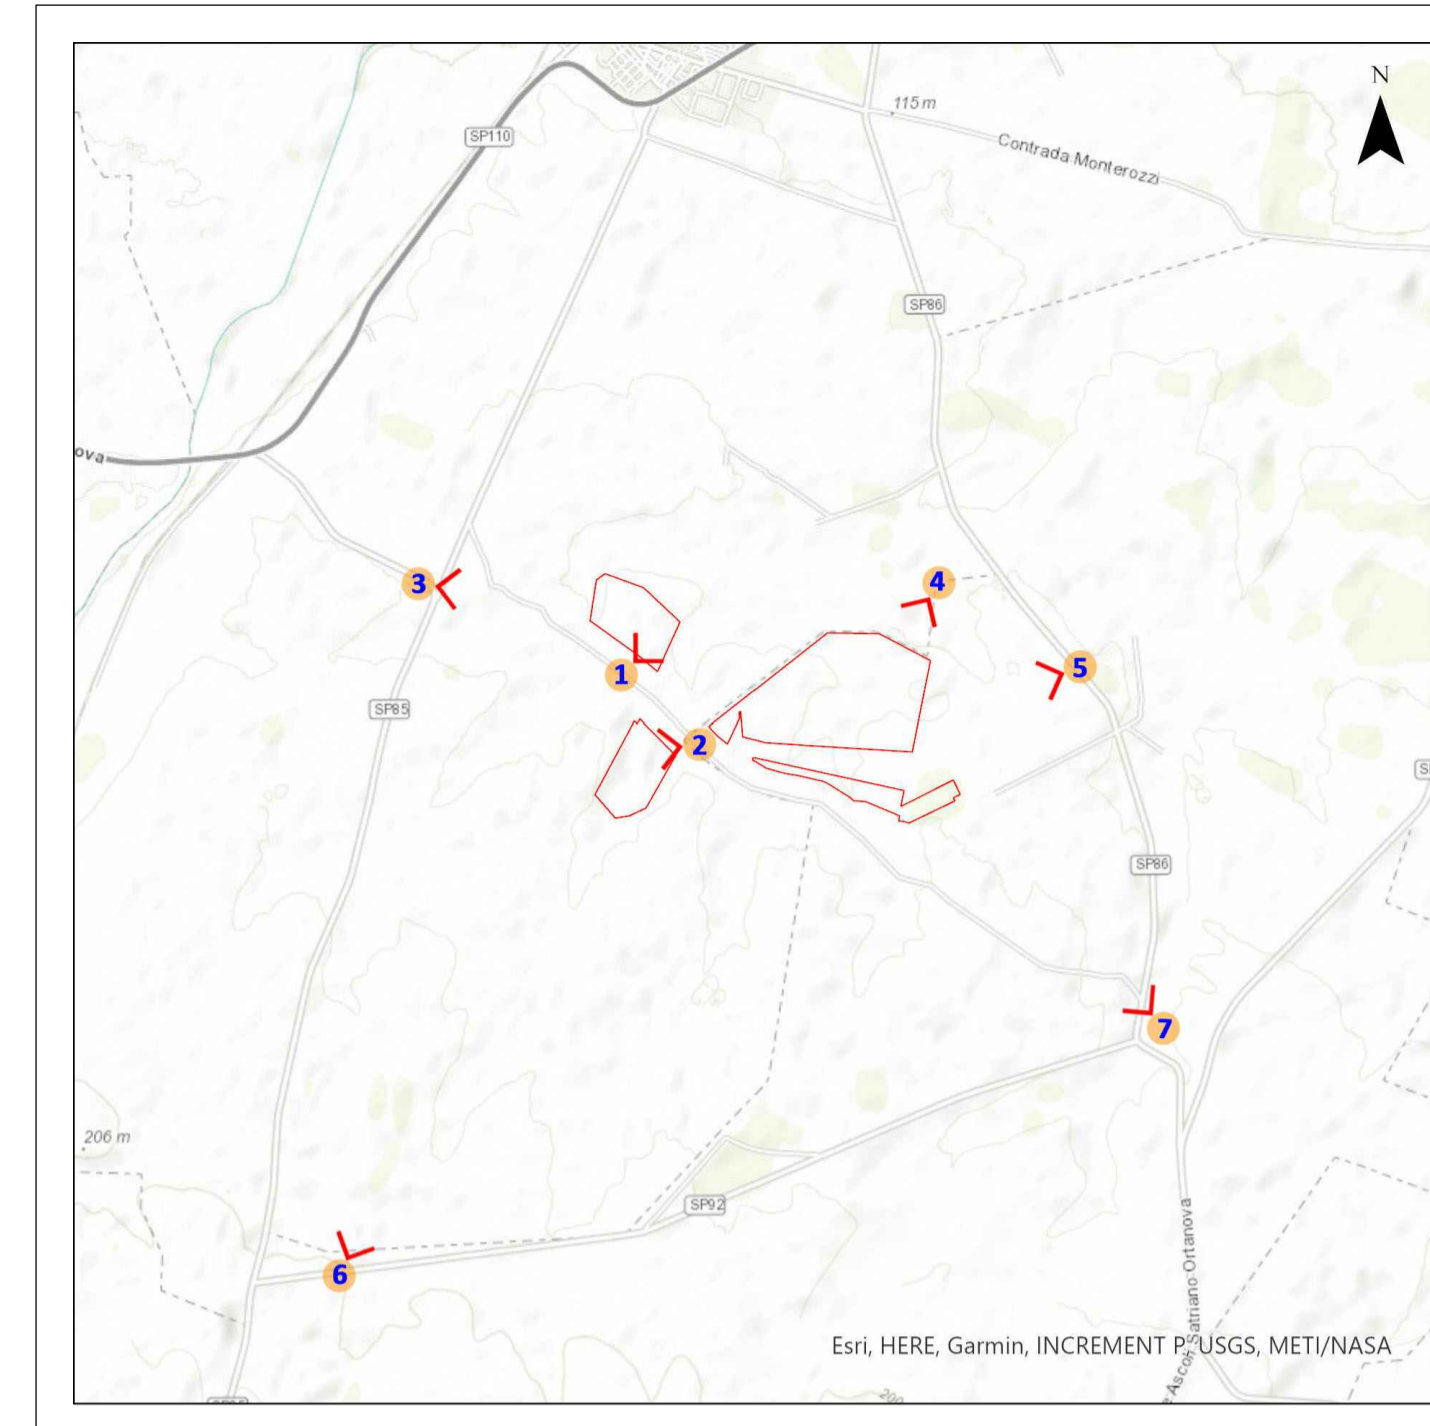 N
115 m
SP110
Contrada Monterozzi
SP86
ova
3
4
1
5
SP85
2
SP86
7
206 m
SP92
6
Esri, HERE, Garmin, INCREMENT P, USGS, METI/NASA
e Ascoli Satriano-Ortanova
200